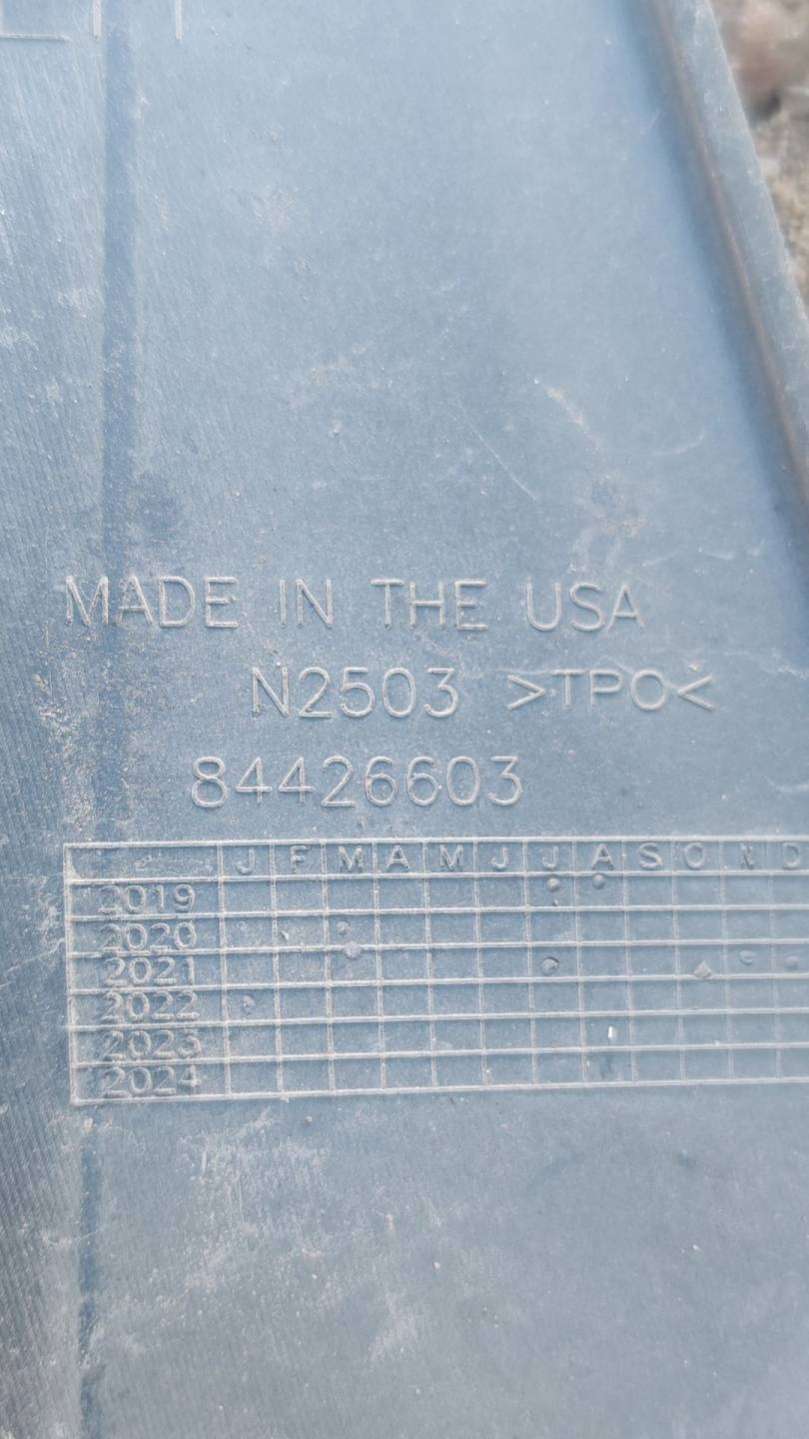 MADE IN THE USA
N2503 >TPO<
84426603
J F M A M J J A S O N D
2019
2020
2021
2022
2023
2024